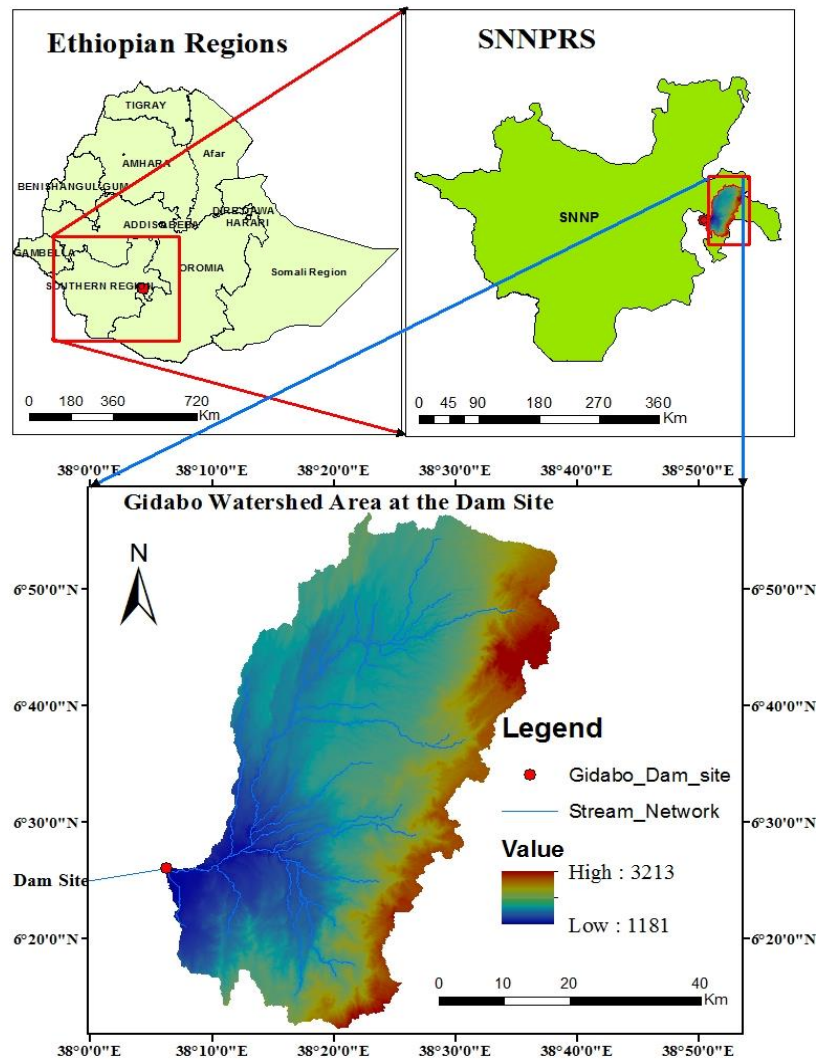 Ethiopian Regions
TIGRAY
AMHARA
Afar
BENISHANGUL-GUM
ADDIS ABEBA
DIRE DAWA
HARARI
GAMBELLA
SOUTHERN REGION
OROMIA
Somali Region
0 180 360 720
Km
SNNPRS
SNNP
0 45 90 180 270 360
Km
38°0'0"E 38°10'0"E 38°20'0"E 38°30'0"E 38°40'0"E 38°50'0"E
Gidabo Watershed Area at the Dam Site
N
6°50'0"N 6°50'0"N
6°40'0"N 6°40'0"N
Legend
Gidabo_Dam_site
Stream_Network
6°30'0"N 6°30'0"N
Value
High : 3213
Low : 1181
Dam Site
6°20'0"N 6°20'0"N
0 10 20 40
Km
38°0'0"E 38°10'0"E 38°20'0"E 38°30'0"E 38°40'0"E 38°50'0"E